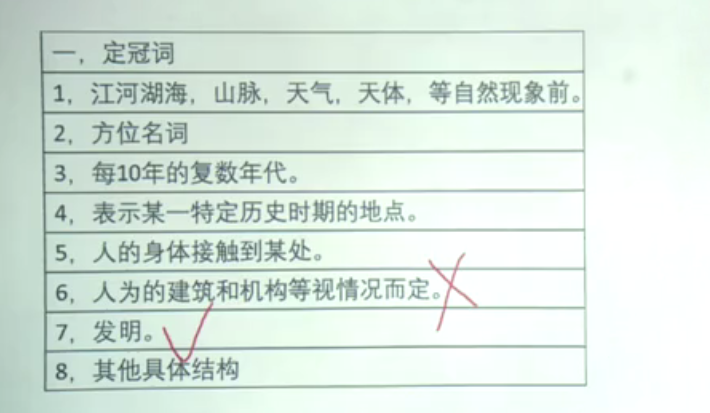 一，定冠词
1，江河湖海，山脉，天气，天体，等自然现象前。
2，方位名词
3，每10年的复数年代。
4，表示某一特定历史时期的地点。
5，人的身体接触到某处。
6，人为的建筑和机构等视情况而定。
7，发明。
8，其他具体结构